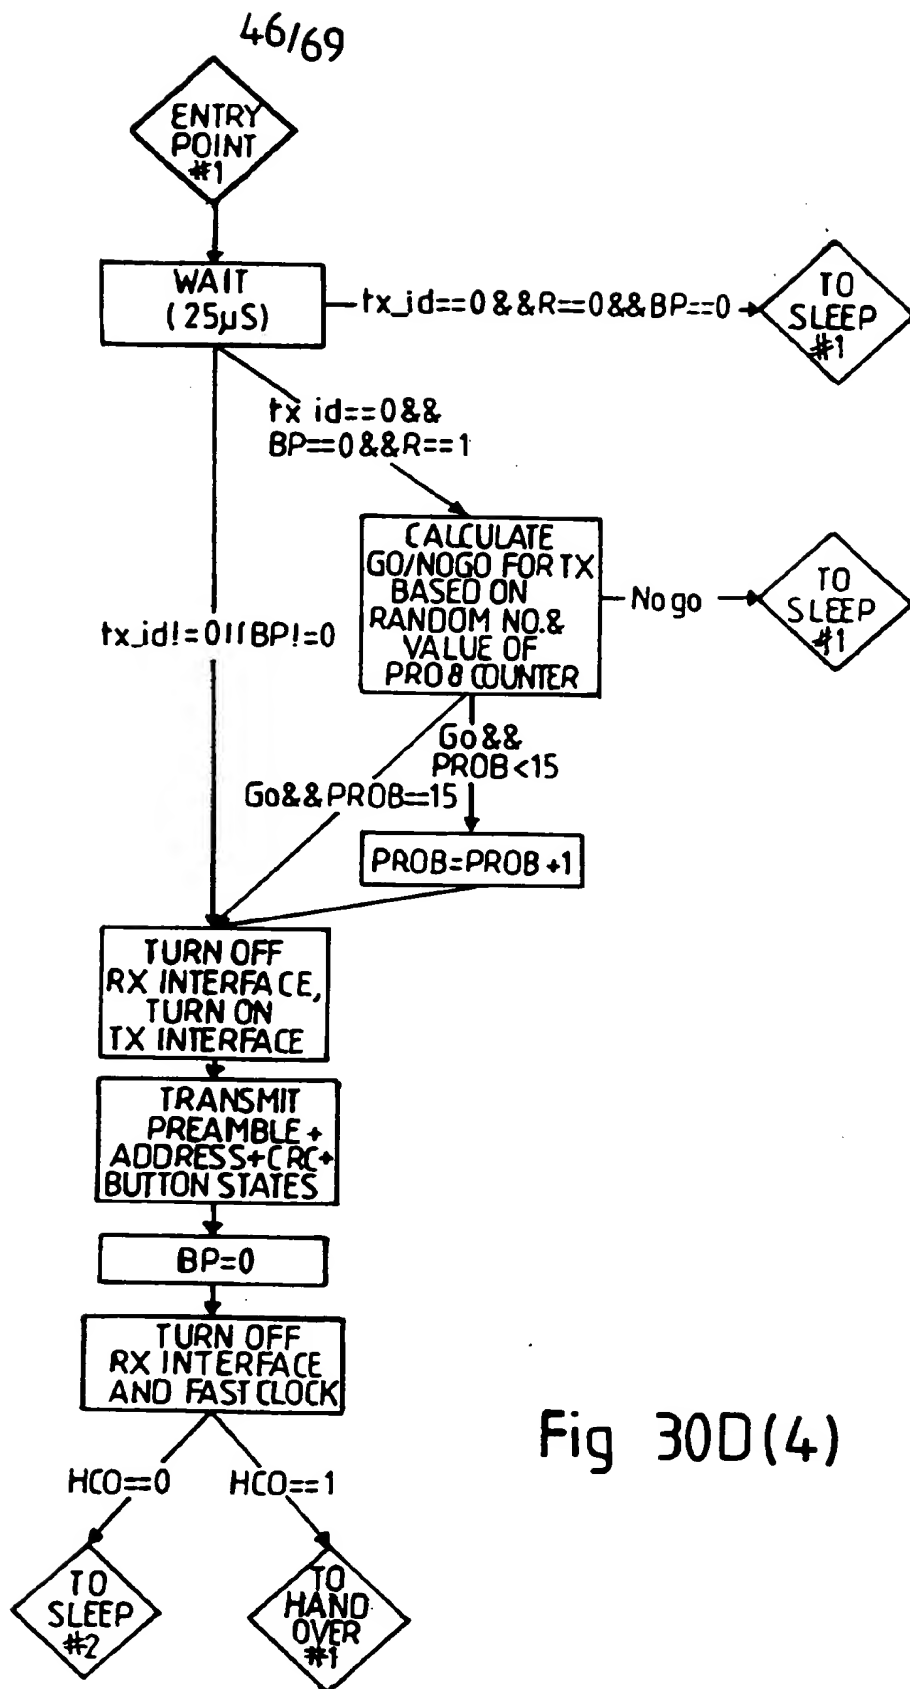 46/69
ENTRY
POINT
#1
WAIT
(25µS)
tx_id==0&&R==0&&BP==0
TO
SLEEP
#1
tx id==0&&
BP==0&&R==1
CALCULATE
GO/NOGO FOR TX
BASED ON
RANDOM NO.&
VALUE OF
PRO8 COUNTER
No go
TO
SLEEP
#1
tx_id!=0||BP!=0
Go&&
PROB<15
Go&&PROB==15
PROB=PROB+1
TURN OFF
RX INTERFACE,
TURN ON
TX INTERFACE
TRANSMIT
PREAMBLE+
ADDRESS+CRC+
BUTTON STATES
BP=0
TURN OFF
RX INTERFACE
AND FAST CLOCK
HCO==0
HCO==1
TO
SLEEP
#2
TO
HAND
OVER
#1
Fig 30D(4)